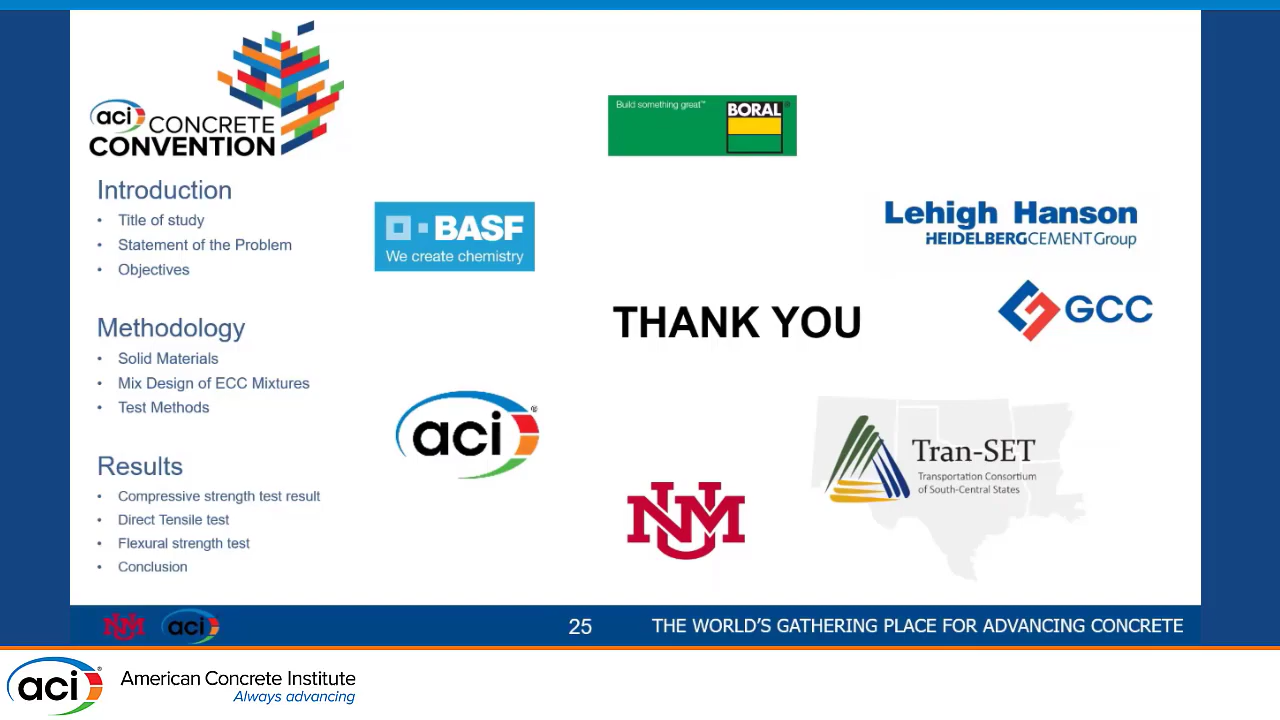 aci CONCRETE
CONVENTION
Introduction
• Title of study
• Statement of the Problem
• Objectives
Methodology
• Solid Materials
• Mix Design of ECC Mixtures
• Test Methods
Results
• Compressive strength test result
• Direct Tensile test
• Flexural strength test
• Conclusion
Build something great™
BORAL®
BASF
We create chemistry
Lehigh Hanson
HEIDELBERGCEMENT Group
GCC
THANK YOU
aci®
NM
Tran-SET
Transportation Consortium
of South-Central States
UNM
aci
25
THE WORLD'S GATHERING PLACE FOR ADVANCING CONCRETE
aci®
American Concrete Institute
Always advancing